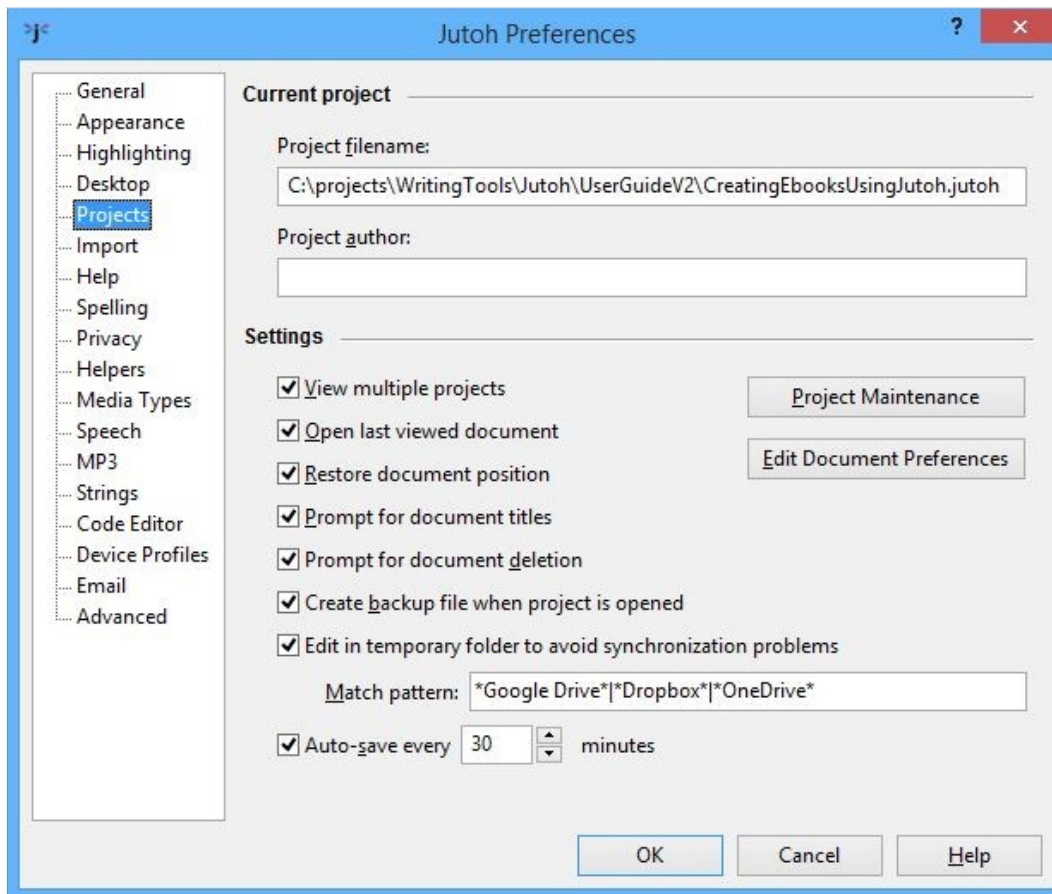 Jutoh Preferences
?
General
Appearance
Highlighting
Desktop
Projects
Import
Help
Spelling
Privacy
Helpers
Media Types
Speech
MP3
Strings
Code Editor
Device Profiles
Email
Advanced
Current project
Project filename:
C:\projects\WritingTools\Jutoh\UserGuideV2\CreatingEbooksUsingJutoh.jutoh
Project author:
Settings
View multiple projects
Project Maintenance
Open last viewed document
Edit Document Preferences
Restore document position
Prompt for document titles
Prompt for document deletion
Create backup file when project is opened
Edit in temporary folder to avoid synchronization problems
Match pattern: *Google Drive*|*Dropbox*|*OneDrive*
Auto-save every 30 minutes
OK Cancel Help